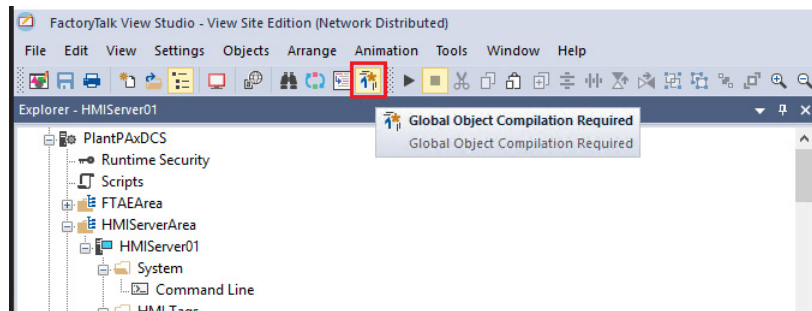 FactoryTalk View Studio - View Site Edition (Network Distributed)
File Edit View Settings Objects Arrange Animation Tools Window Help
Explorer - HMIServer01
Global Object Compilation Required
Global Object Compilation Required
PlantPAxDCS
Runtime Security
Scripts
FTAEArea
HMIServerArea
HMIServer01
System
Command Line
HMI Tags